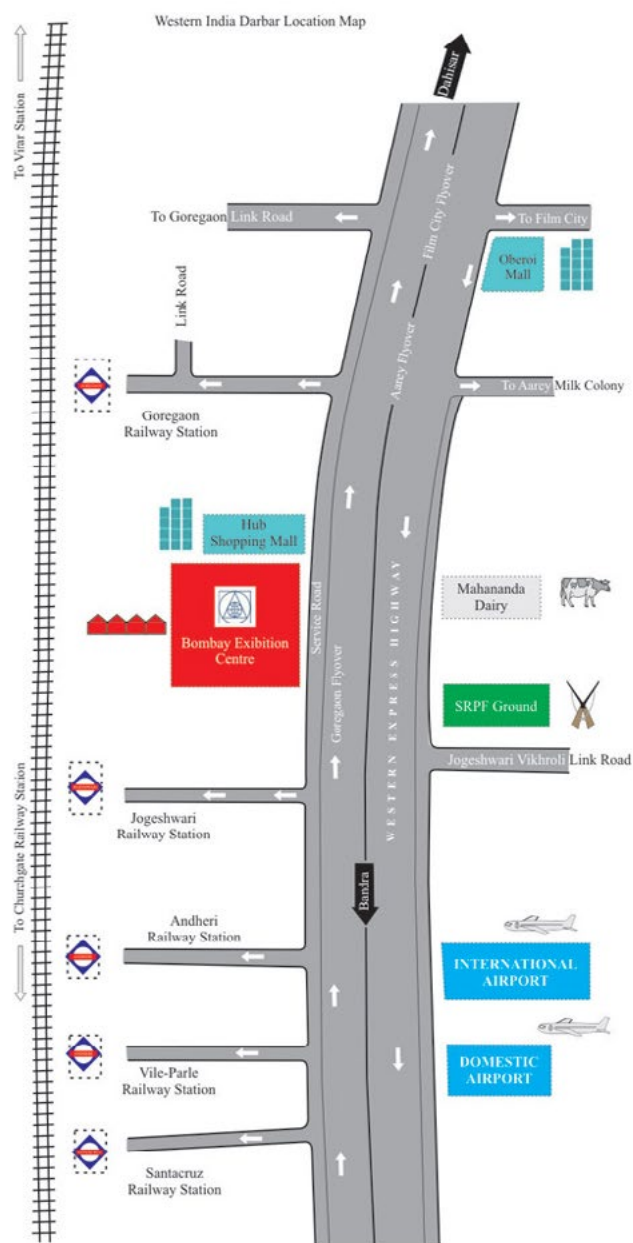 Western India Darbar Location Map
To Virar Station
Dahisar
Film City Flyover
To Goregaon Link Road
To Film City
Oberoi
Mall
Link Road
Aarey Flyover
To Aarey Milk Colony
Goregaon
Railway Station
Hub
Shopping Mall
Mahananda
Dairy
Bombay Exibition
Centre
Service Road
Goregaon Flyover
WESTERN EXPRESS HIGHWAY
SRPF Ground
Jogeshwari Vikhroli Link Road
To Churchgate Railway Station
Jogeshwari
Railway Station
Bandra
Andheri
Railway Station
INTERNATIONAL
AIRPORT
Vile-Parle
Railway Station
DOMESTIC
AIRPORT
Santacruz
Railway Station